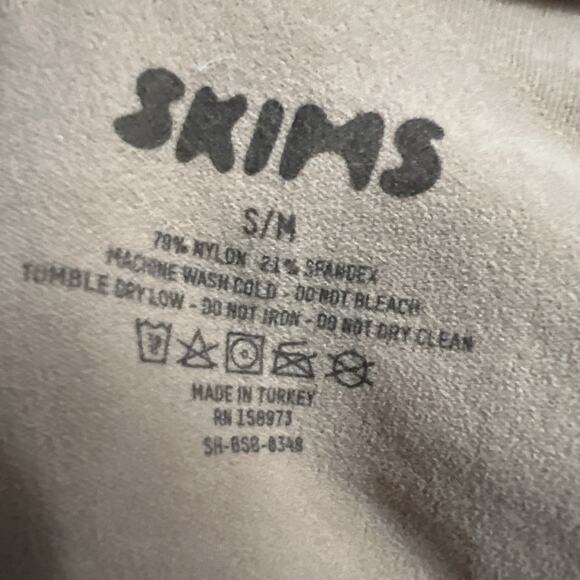 SKIMS
S/M
79% NYLON 21% SPANDEX
MACHINE WASH COLD - DO NOT BLEACH
TUMBLE DRY LOW - DO NOT IRON - DO NOT DRY CLEAN
MADE IN TURKEY
RN 158973
SH-BSB-0348